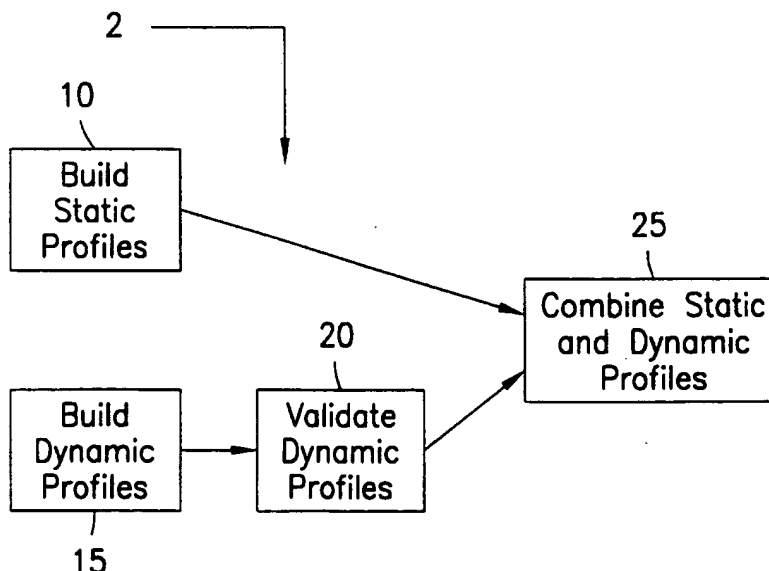 2
10
Build
Static
Profiles
25
Combine Static
and Dynamic
Profiles
20
Build
Dynamic
Profiles
Validate
Dynamic
Profiles
15